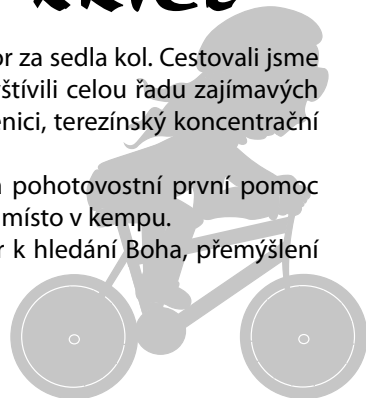 or za sedla kol. Cestovali jsme
štívili celou řadu zajímavých
enici, terezínský koncentrační
pohotovostní první pomoc
místo v kempu.
r k hledání Boha, přemýšlení